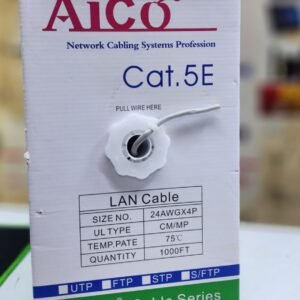 AiCO®
Network Cabling Systems Profession
Cat.5E
PULL WIRE HERE
LAN Cable
SIZE NO. 24AWGX4P
UL TYPE CM/MP
TEMP.PATE 75℃
QUANTITY 1000FT
UTP FTP STP S/FTP
Cable Series